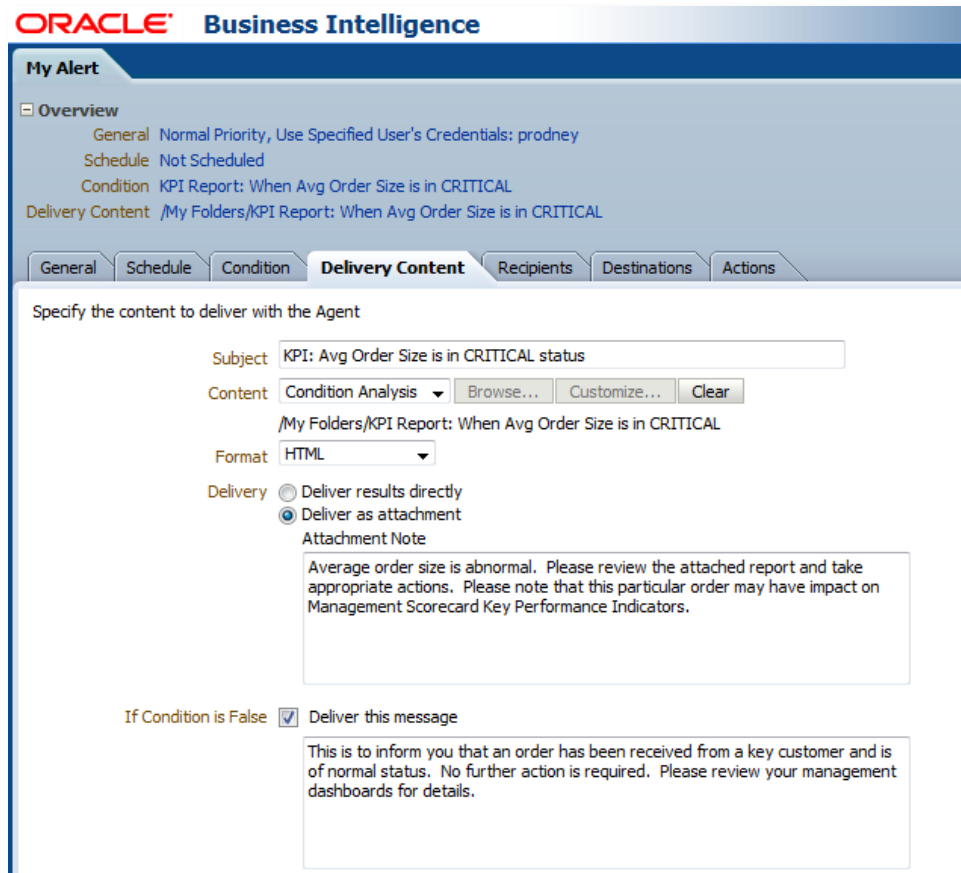 ORACLE Business Intelligence
My Alert
Overview
General Normal Priority, Use Specified User's Credentials: prodney
Schedule Not Scheduled
Condition KPI Report: When Avg Order Size is in CRITICAL
Delivery Content /My Folders/KPI Report: When Avg Order Size is in CRITICAL
General Schedule Condition Delivery Content Recipients Destinations Actions
Specify the content to deliver with the Agent
Subject KPI: Avg Order Size is in CRITICAL status
Content Condition Analysis Browse... Customize... Clear
/My Folders/KPI Report: When Avg Order Size is in CRITICAL
Format HTML
Delivery Deliver results directly
Deliver as attachment
Attachment Note
Average order size is abnormal. Please review the attached report and take
appropriate actions. Please note that this particular order may have impact on
Management Scorecard Key Performance Indicators.
If Condition is False Deliver this message
This is to inform you that an order has been received from a key customer and is
of normal status. No further action is required. Please review your management
dashboards for details.